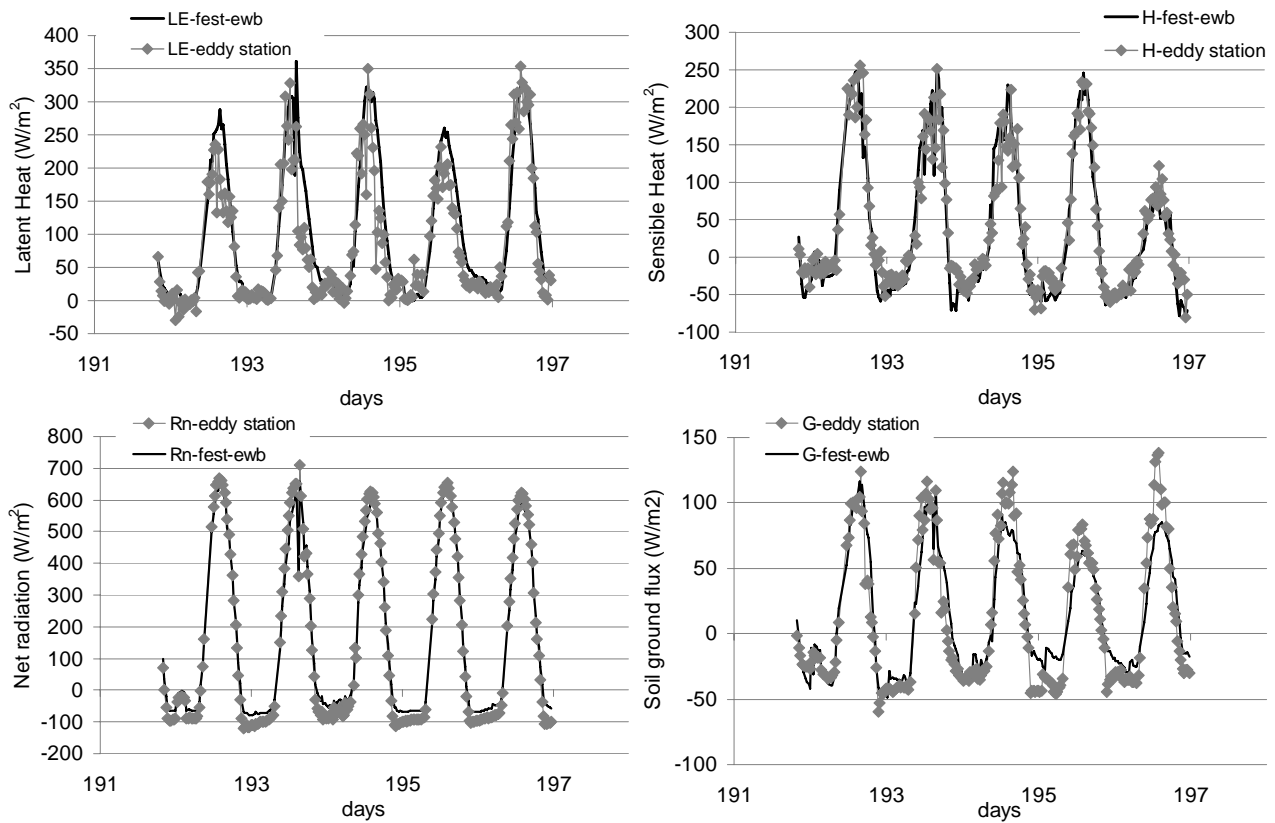 LE-fest-ewb
LE-eddy station
400
350
300
250
200
150
100
50
0
-50
Latent Heat (W/m²)
191 193 195 197
days
H-fest-ewb
H-eddy station
300
250
200
150
100
50
0
-50
-100
Sensible Heat (W/m²)
191 193 195 197
days
Rn-eddy station
Rn-fest-ewb
800
700
600
500
400
300
200
100
0
-100
-200
Net radiation (W/m²)
191 193 195 197
days
G-eddy station
G-fest-ewb
150
100
50
0
-50
-100
Soil ground flux (W/m2)
191 193 195 197
days